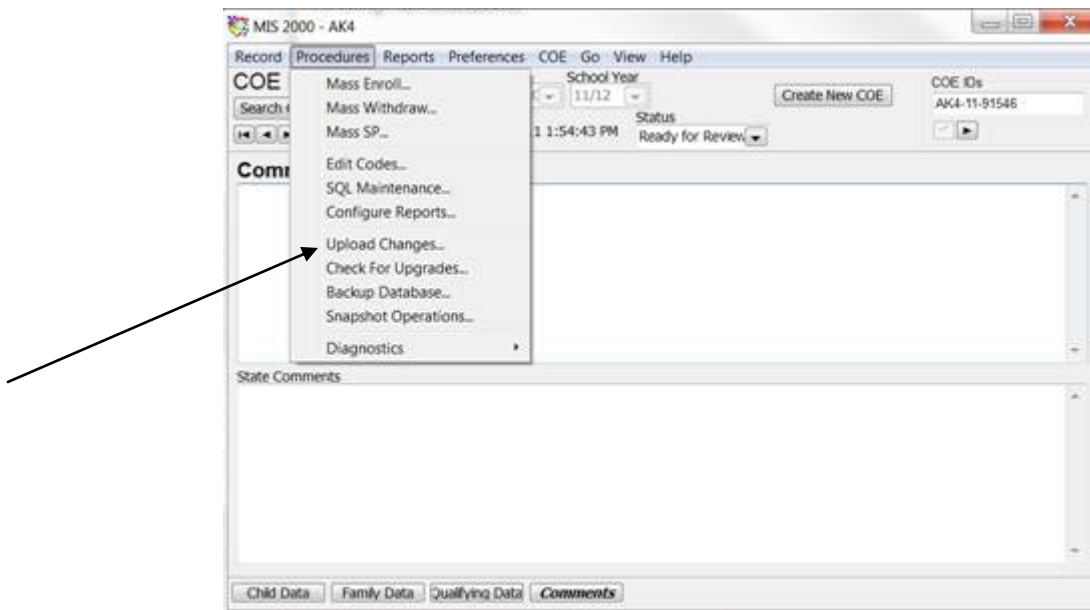 MIS 2000 - AK4
Record Procedures Reports Preferences COE Go View Help
COE
School Year
COE IDs
Mass Enroll...
11/12
Create New COE
AK4-11-91546
Search
Mass Withdraw...
Status
Mass SP...
1 1:54:43 PM
Ready for Review
Edit Codes...
Comm
SQL Maintenance...
Configure Reports...
Upload Changes...
Check For Upgrades...
Backup Database...
Snapshot Operations...
Diagnostics
State Comments
Child Data Family Data Qualifying Data Comments